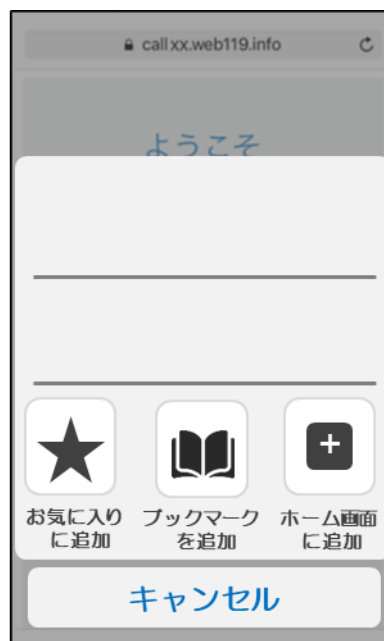 callxx.web119.info
ようこそ
お気に入り
に追加
ブックマーク
を追加
ホーム画面
に追加
キャンセル